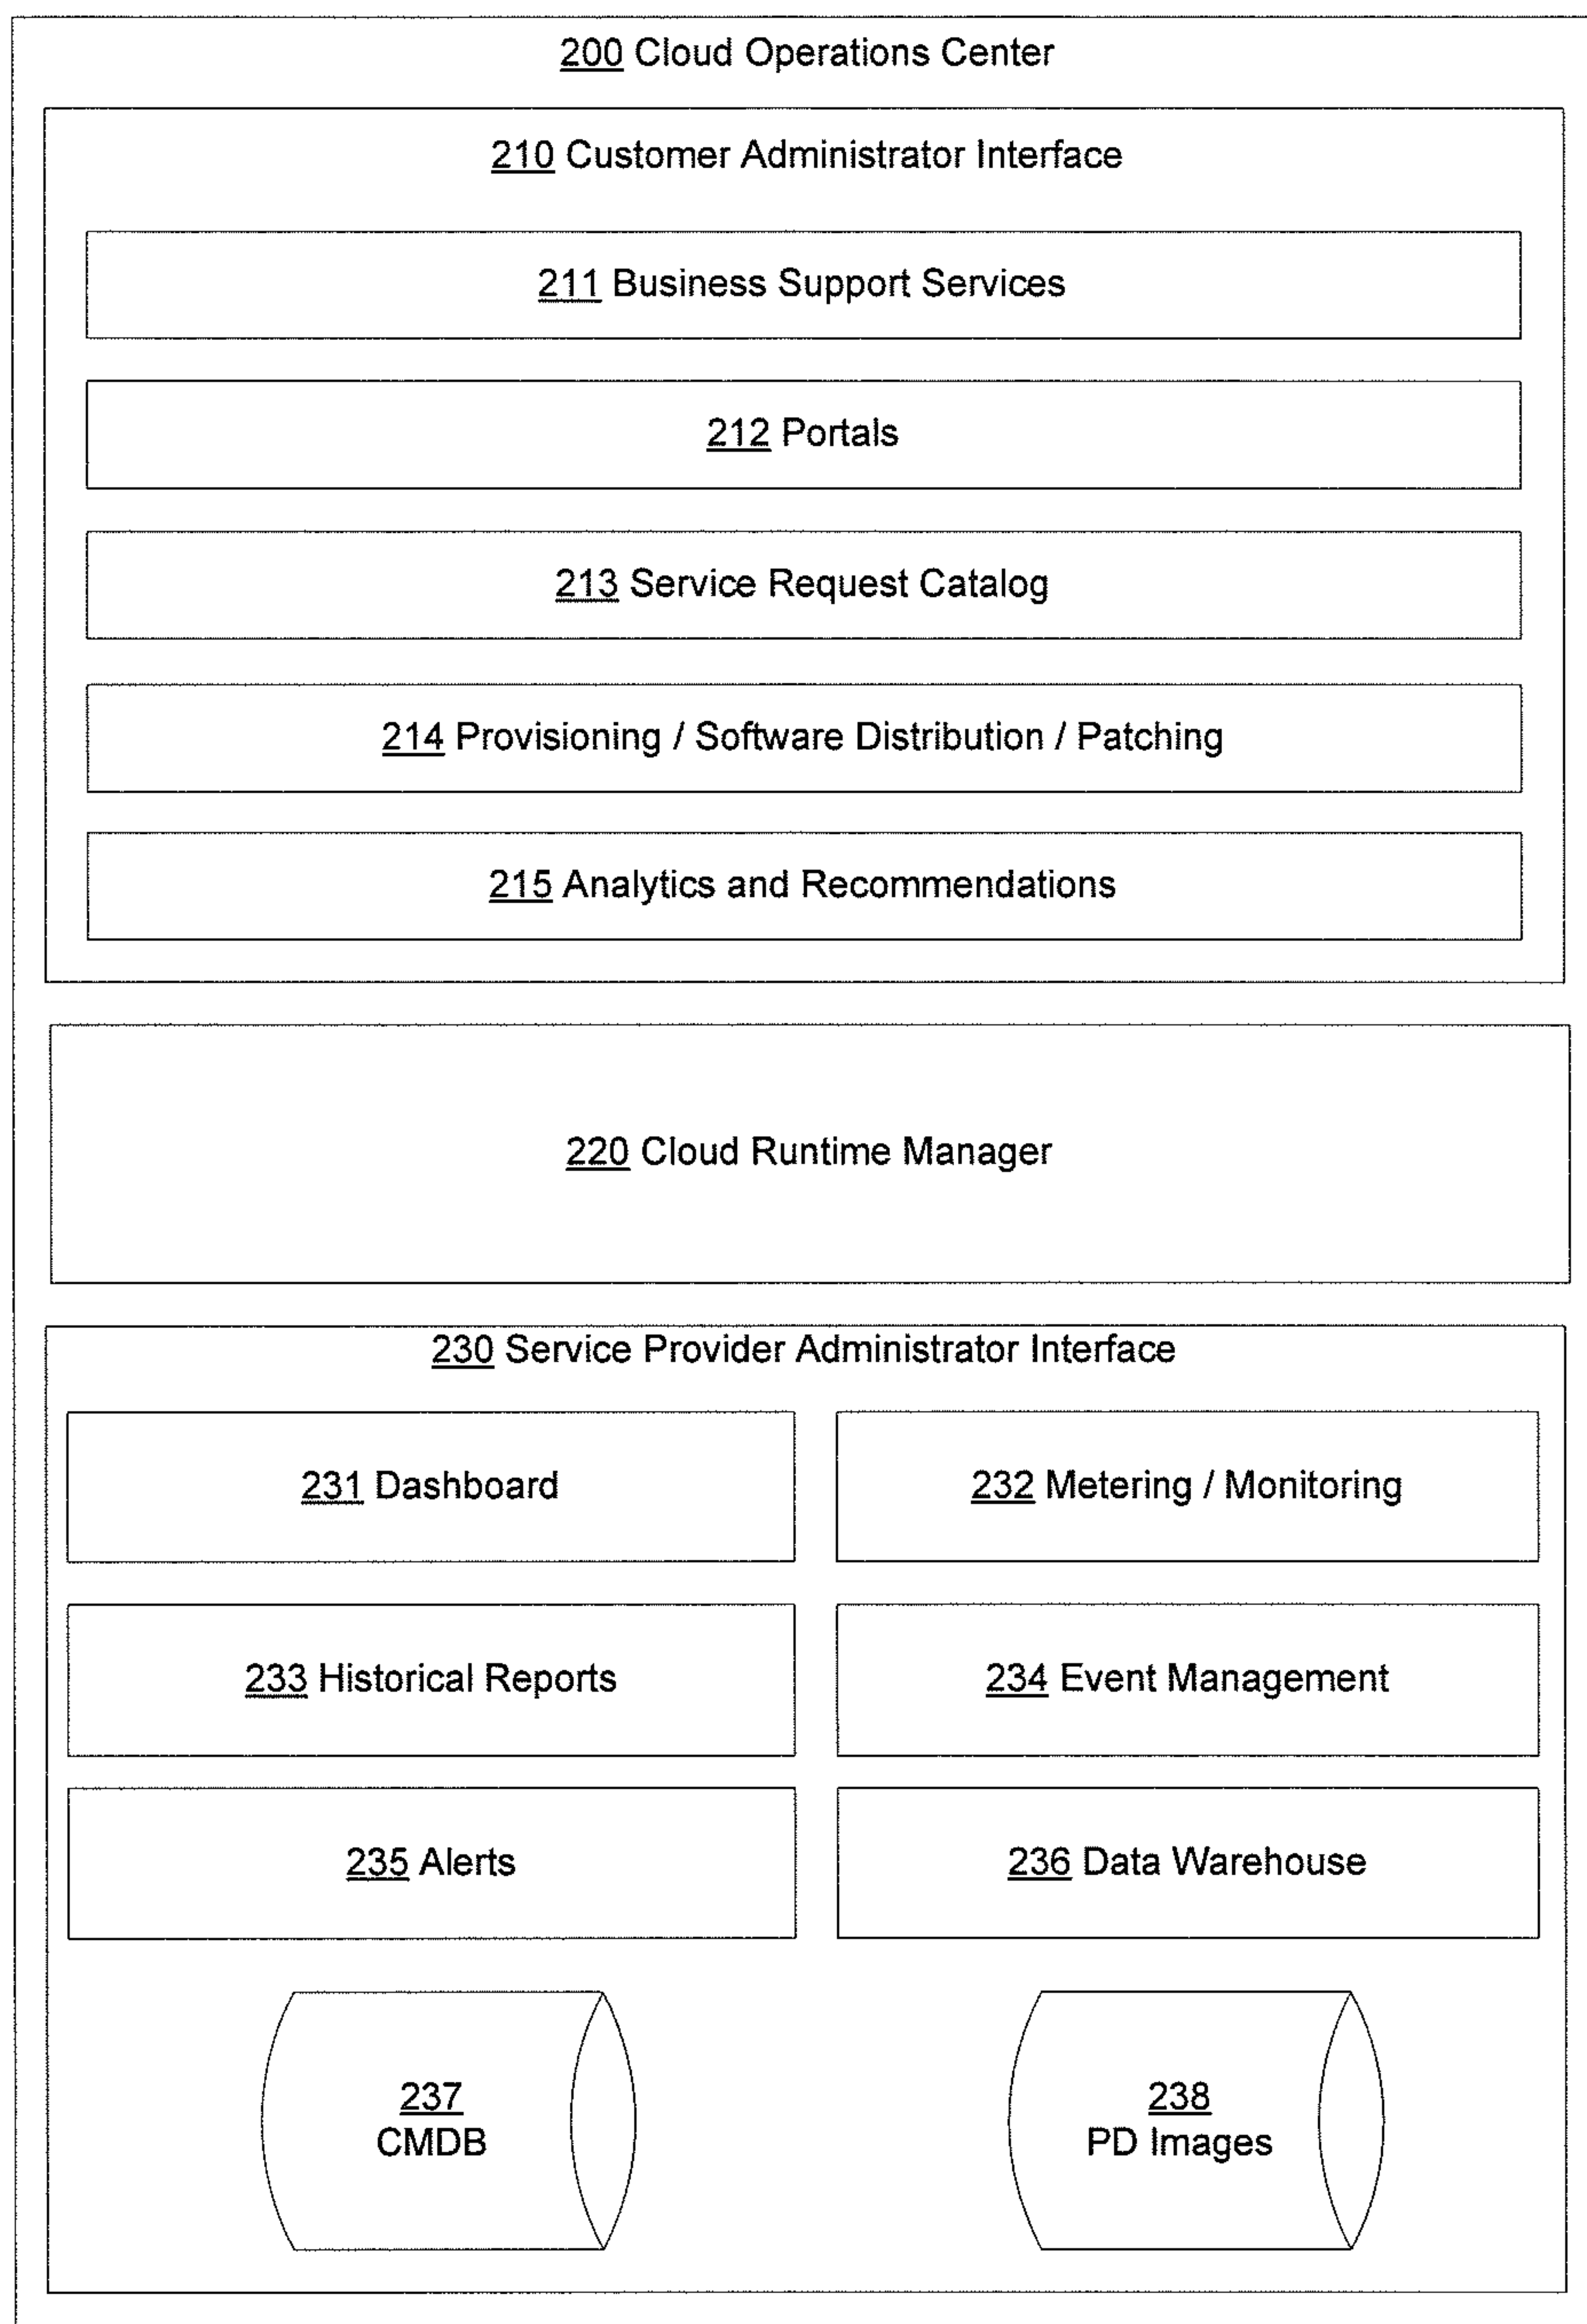 200 Cloud Operations Center
210 Customer Administrator Interface
211 Business Support Services
212 Portals
213 Service Request Catalog
214 Provisioning / Software Distribution / Patching
215 Analytics and Recommendations
220 Cloud Runtime Manager
230 Service Provider Administrator Interface
231 Dashboard
232 Metering / Monitoring
233 Historical Reports
234 Event Management
235 Alerts
236 Data Warehouse
237
CMDB
238
PD Images